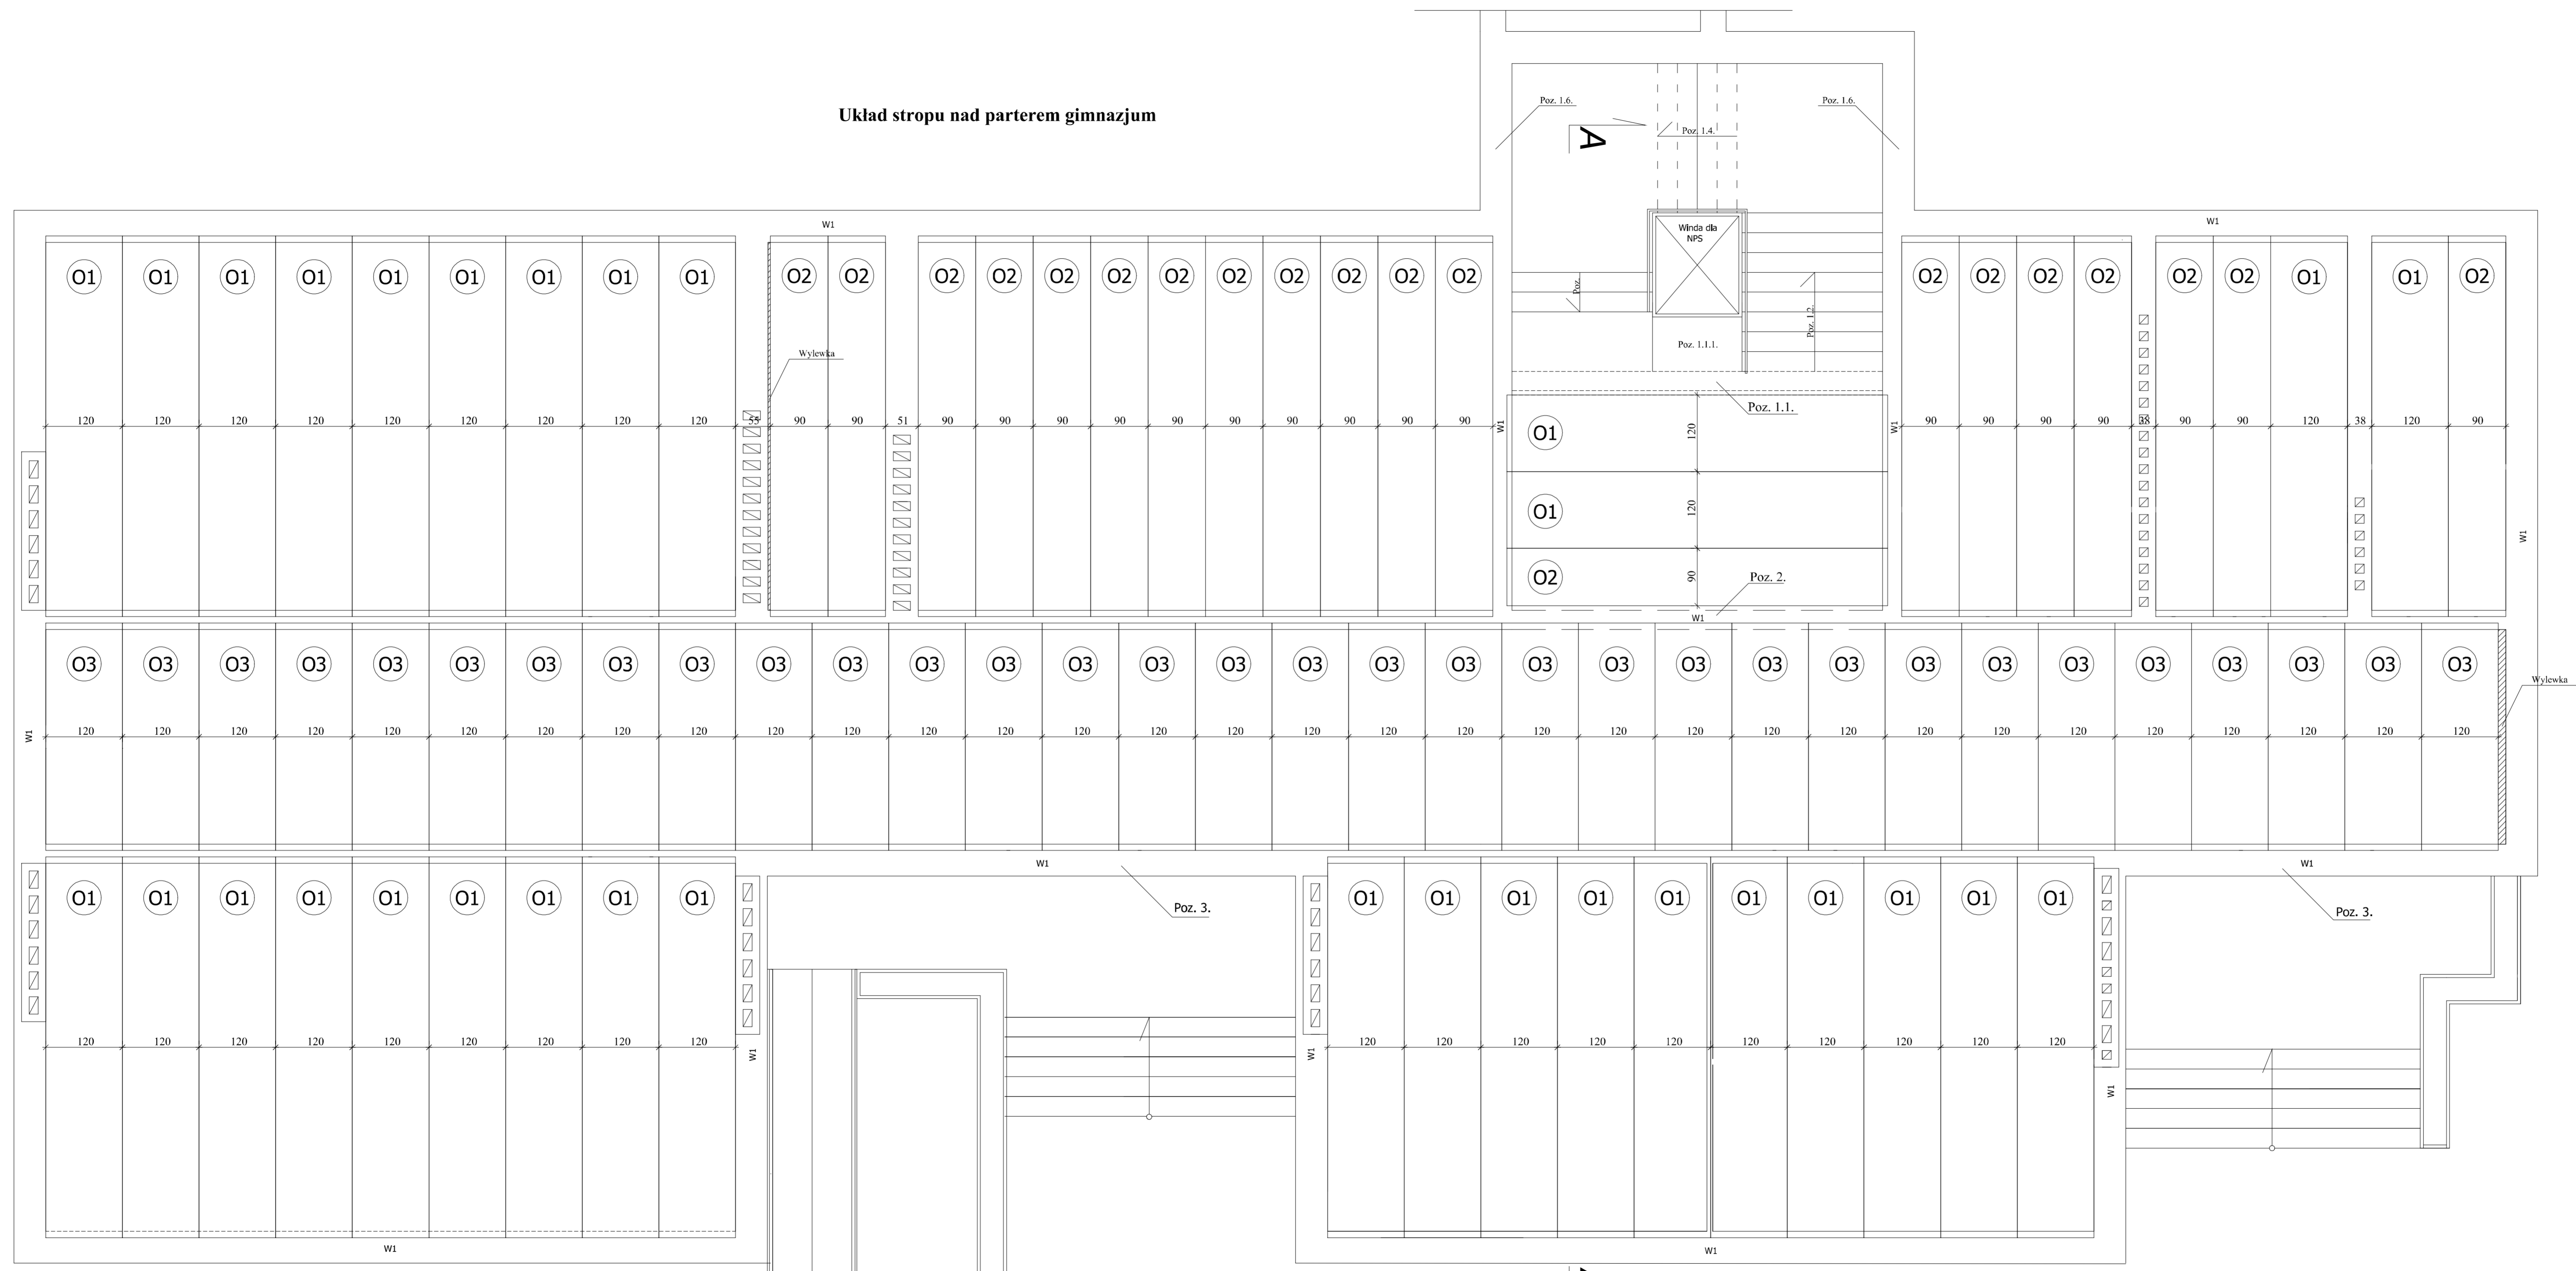 Układ stropu nad parterem gimnazjum
Poz. 1.6.
Poz. 1.6.
A
Poz. 1.4.
W1
W1
Winda dla
NPS
O1 O1 O1 O1 O1 O1 O1 O1 O1 O2 O2 O2 O2 O2 O2 O2 O2 O2 O2 O2 O2 O2 O2 O2 O2 O2 O2 O1 O1 O2
Poz.
Poz. 1.2.
Poz. 1.1.1.
Wylewka
Poz. 1.1.
120 120 120 120 120 120 120 120 120 55 90 90 51 90 90 90 90 90 90 90 90 90 90 W1
O1 120
W1 90 90 90 90 38 90 90 120 38 120 90
O1 120
W1
O2 90
Poz. 2.
W1
O3 O3 O3 O3 O3 O3 O3 O3 O3 O3 O3 O3 O3 O3 O3 O3 O3 O3 O3 O3 O3 O3 O3 O3 O3 O3 O3 O3 O3 O3 O3 O3
Wylewka
W1 120 120 120 120 120 120 120 120 120 120 120 120 120 120 120 120 120 120 120 120 120 120 120 120 120 120 120 120 120 120 120 120
W1
W1
O1 O1 O1 O1 O1 O1 O1 O1 O1
Poz. 3.
O1 O1 O1 O1 O1 O1 O1 O1 O1 O1
Poz. 3.
120 120 120 120 120 120 120 120 120 W1
W1 120 120 120 120 120 120 120 120 120 120
W1
W1
W1